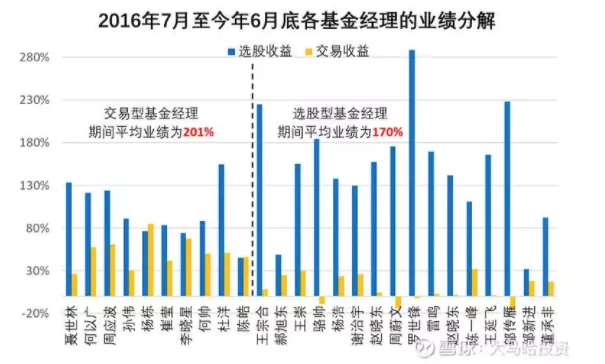 2016年7月至今年6月底各基金经理的业绩分解
选股收益 交易收益
280%
230%
180%
130%
80%
30%
-20%
交易型基金经理
期间平均业绩为201%
选股型基金经理
期间平均业绩为170%
聂世林
何以广
周应波
孙伟
杨栋
崔莹
李晓星
何帅
杜洋
陈皓
王宗合
郝旭东
王崇
骆帅
杨浩
谢治宇
赵晓东
周蔚文
罗世锋
雷鸣
赵晓东
陈一峰
王延飞
邬传雁
邹新进
董承非
雪球：大马哈投资